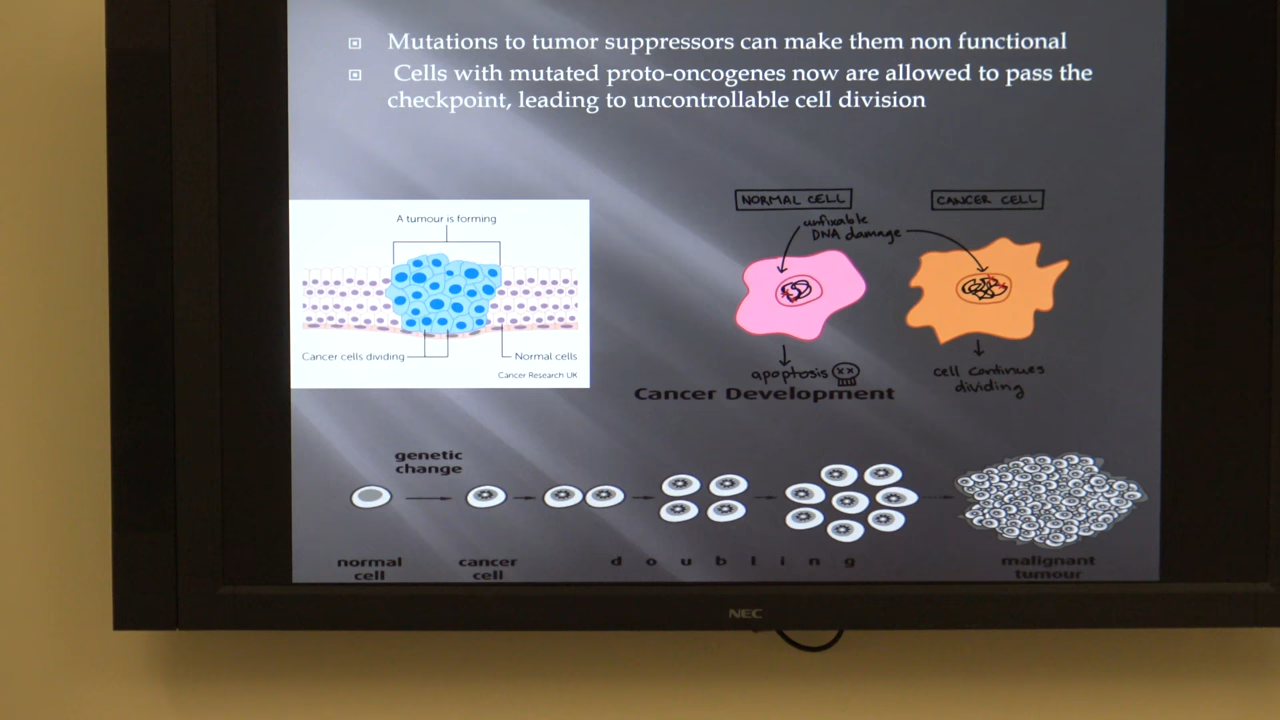 Mutations to tumor suppressors can make them non functional
Cells with mutated proto-oncogenes now are allowed to pass the
checkpoint, leading to uncontrollable cell division
A tumour is forming
Cancer cells dividing
Normal cells
Cancer Research UK
NORMAL CELL
CANCER CELL
unfixable
DNA damage
apoptosis
cell continues
dividing
Cancer Development
genetic
change
normal
cell
cancer
cell
doubling
malignant
tumour
NEC